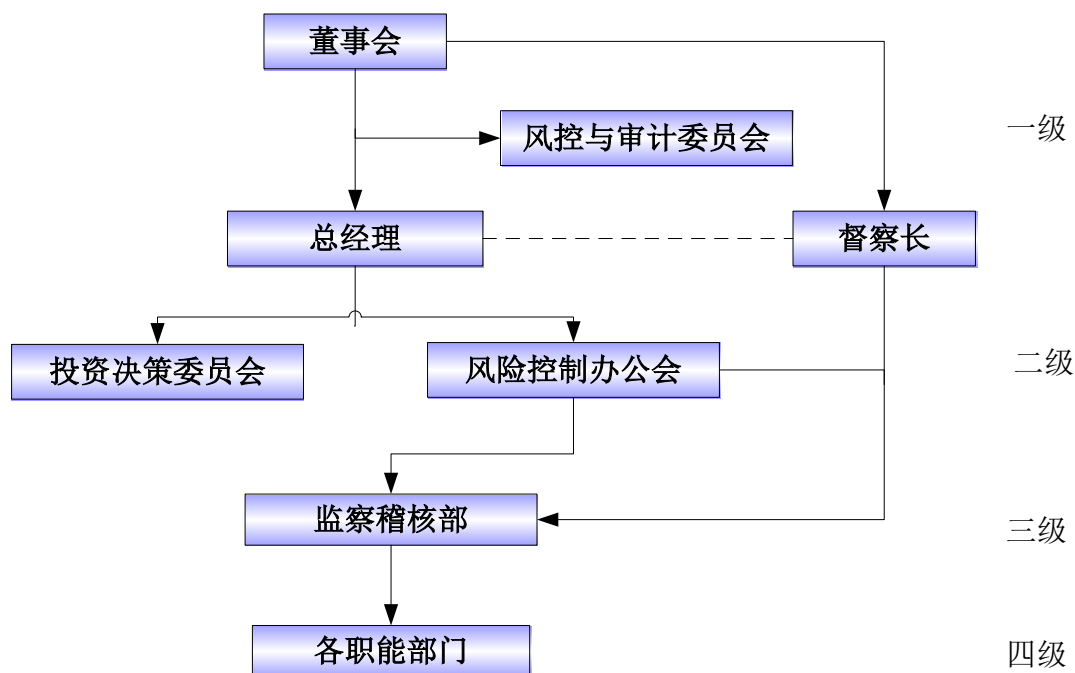 董事会
风控与审计委员会
一级
总经理
督察长
投资决策委员会
风险控制办公会
二级
监察稽核部
三级
各职能部门
四级